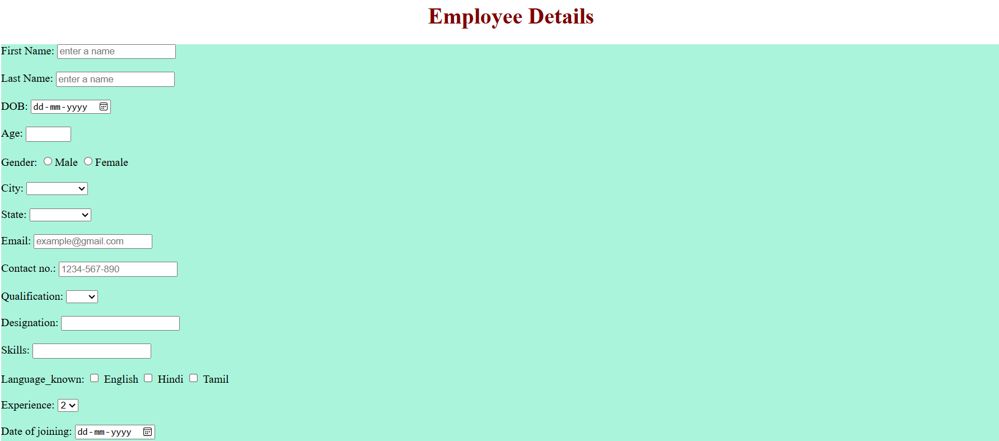 Employee Details
First Name: enter a name
Last Name: enter a name
DOB: dd-mm-yyyy
Age:
Gender: Male Female
City:
State:
Email: example@gmail.com
Contact no.: 1234-567-890
Qualification:
Designation:
Skills:
Language_known: English Hindi Tamil
Experience: 2
Date of joining: dd-mm-yyyy